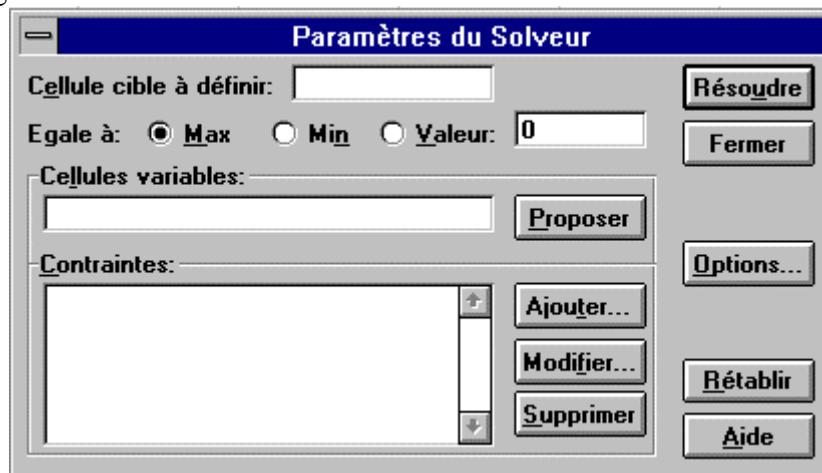 Paramètres du Solveur
Cellule cible à définir:
Résoudre
Egale à: Max Min Valeur: 0
Fermer
Cellules variables:
Proposer
Contraintes:
Options...
Ajouter...
Modifier...
Rétablir
Supprimer
Aide